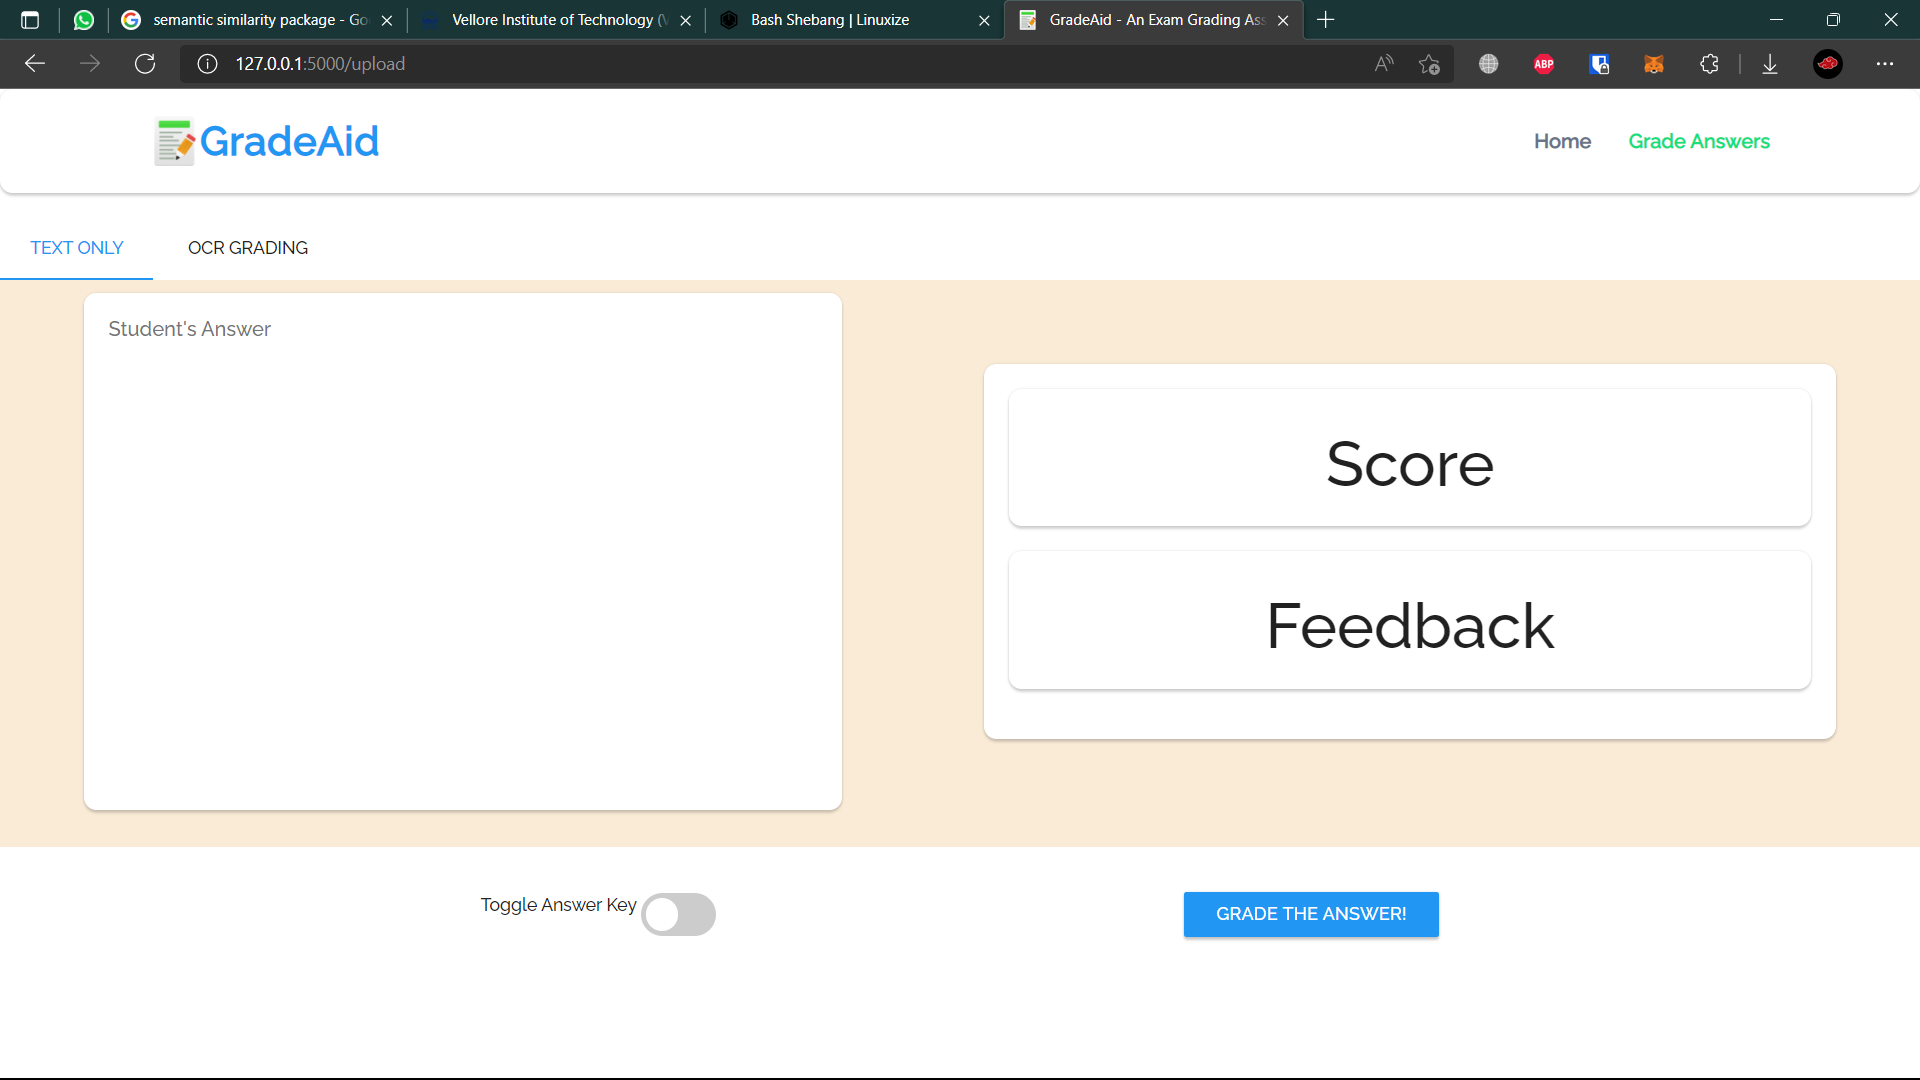 semantic similarity package - Go
Vellore Institute of Technology (V
Bash Shebang | Linuxize
GradeAid - An Exam Grading Ass
127.0.0.1:5000/upload
ABP
GradeAid
Home
Grade Answers
TEXT ONLY
OCR GRADING
Student's Answer
Score
Feedback
Toggle Answer Key
GRADE THE ANSWER!